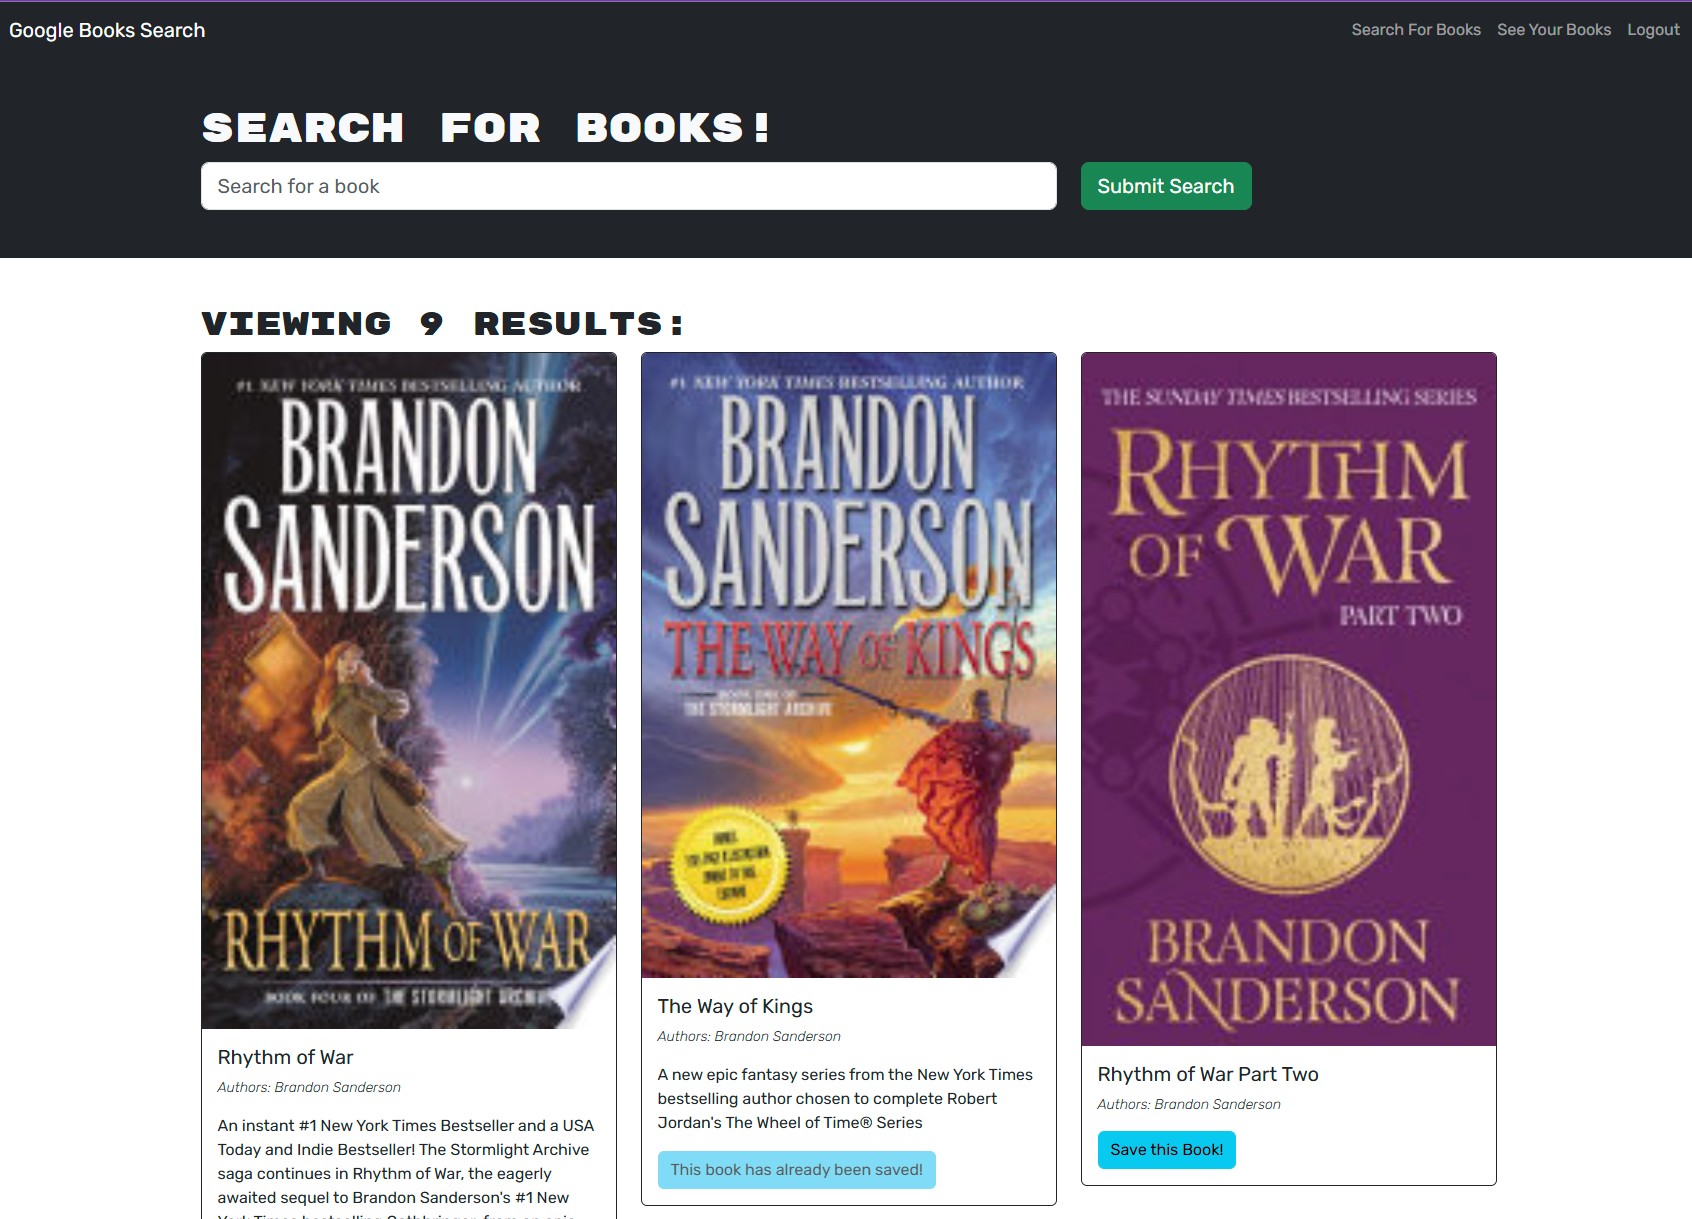 Google Books Search
Search For Books
See Your Books
Logout
SEARCH FOR BOOKS!
Search for a book
Submit Search
VIEWING 9 RESULTS:
#1 NEW YORK TIMES BESTSELLING AUTHOR
BRANDON
SANDERSON
RHYTHM OF WAR
BOOK FOUR OF THE STORMLIGHT ARCHIVE
Rhythm of War
Authors: Brandon Sanderson
An instant #1 New York Times Bestseller and a USA
Today and Indie Bestseller! The Stormlight Archive
saga continues in Rhythm of War, the eagerly
awaited sequel to Brandon Sanderson's #1 New
York Times bestselling Oathbringer, from an epic
#1 NEW YORK TIMES BESTSELLING AUTHOR
BRANDON
SANDERSON
THE WAY OF KINGS
BOOK ONE OF
THE STORMLIGHT ARCHIVE
The Way of Kings
Authors: Brandon Sanderson
A new epic fantasy series from the New York Times
bestselling author chosen to complete Robert
Jordan's The Wheel of Time® Series
This book has already been saved!
THE SUNDAY TIMES BESTSELLING SERIES
RHYTHM
OF WAR
PART TWO
BRANDON
SANDERSON
Rhythm of War Part Two
Authors: Brandon Sanderson
Save this Book!